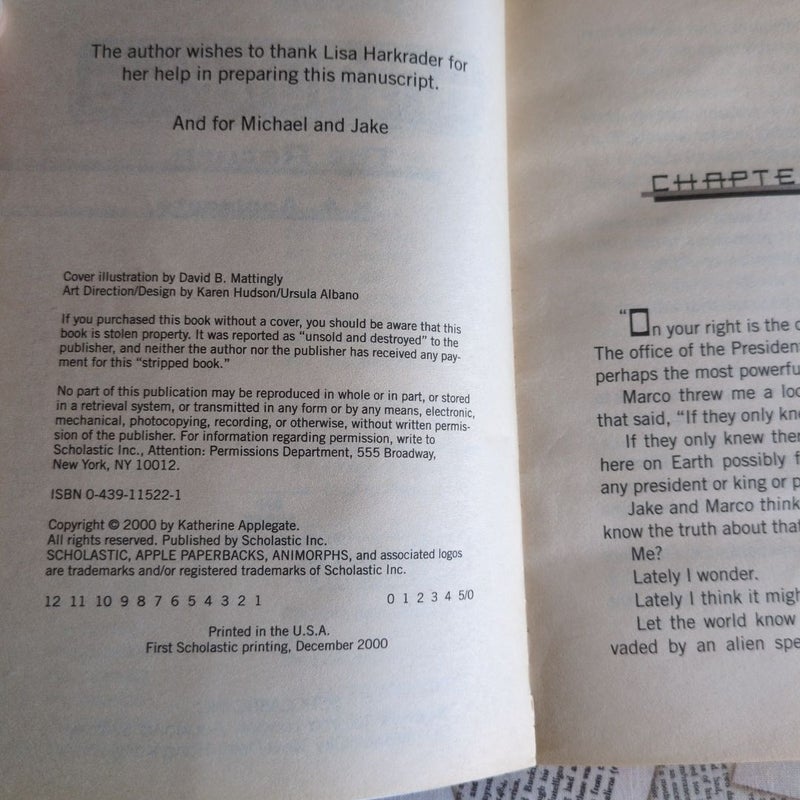 The author wishes to thank Lisa Harkrader for
her help in preparing this manuscript.
And for Michael and Jake
Cover illustration by David B. Mattingly
Art Direction/Design by Karen Hudson/Ursula Albano
If you purchased this book without a cover, you should be aware that this
book is stolen property. It was reported as “unsold and destroyed” to the
publisher, and neither the author nor the publisher has received any pay-
ment for this “stripped book.”
No part of this publication may be reproduced in whole or in part, or stored
in a retrieval system, or transmitted in any form or by any means, electronic,
mechanical, photocopying, recording, or otherwise, without written permis-
sion of the publisher. For information regarding permission, write to
Scholastic Inc., Attention: Permissions Department, 555 Broadway,
New York, NY 10012.
ISBN 0-439-11522-1
Copyright © 2000 by Katherine Applegate.
All rights reserved. Published by Scholastic Inc.
SCHOLASTIC, APPLE PAPERBACKS, ANIMORPHS, and associated logos
are trademarks and/or registered trademarks of Scholastic Inc.
12 11 10 9 8 7 6 5 4 3 2 1 0 1 2 3 4 5/0
Printed in the U.S.A.
First Scholastic printing, December 2000
CHAPTE
“On your right is the
The office of the Presiden
perhaps the most powerfu
Marco threw me a loo
that said, “If they only kn
If they only knew
here on Earth possibly
any president or king or
Jake and Marco think
know the truth about that
Me?
Lately I wonder.
Lately I think it migh
Let the world know
vaded by an alien spe